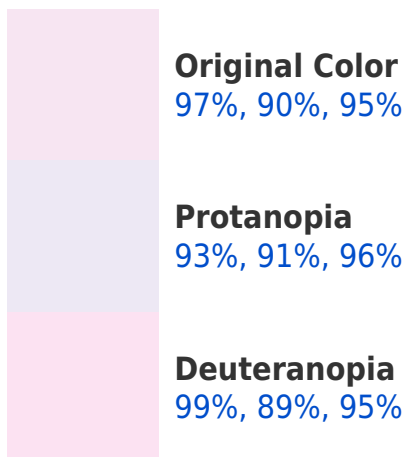 Original Color
97%, 90%, 95%
Protanopia
93%, 91%, 96%
Deuteranopia
99%, 89%, 95%